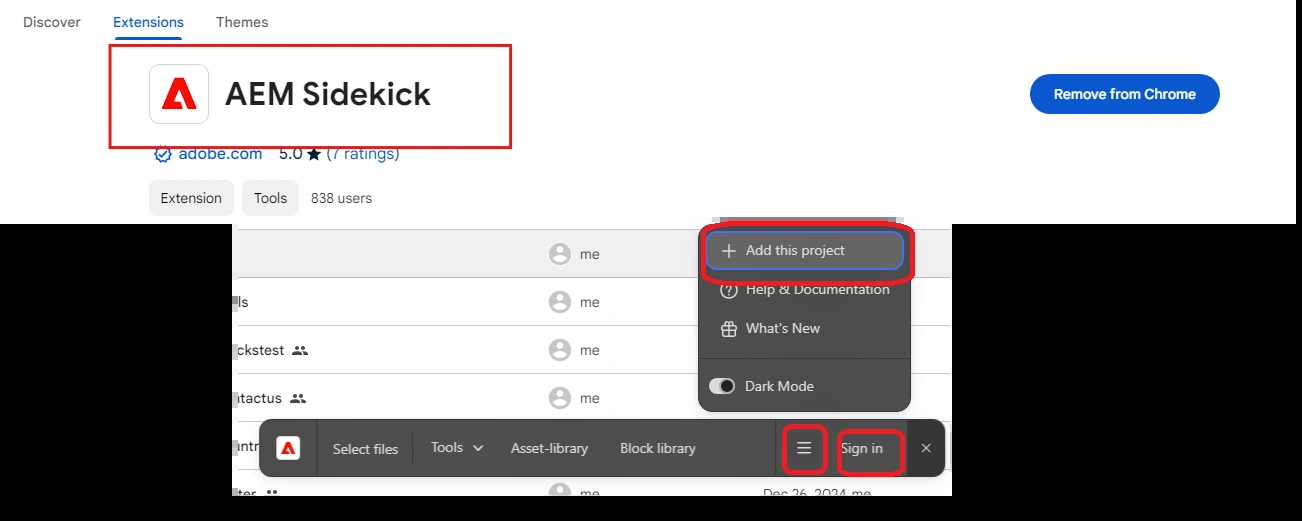 Discover Extensions Themes
AEM Sidekick
Remove from Chrome
adobe.com 5.0 ★ (7 ratings)
Extension Tools 838 users
me
Add this project
ls me
Help & Documentation
What's New
ckstest me
Dark Mode
ntactus me
ntr
Select files Tools Asset-library Block library Sign in
ter me Dec 26, 2024 me